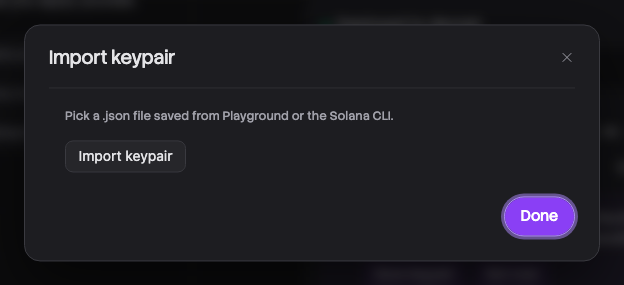 Import keypair
Pick a .json file saved from Playground or the Solana CLI.
Import keypair
Done